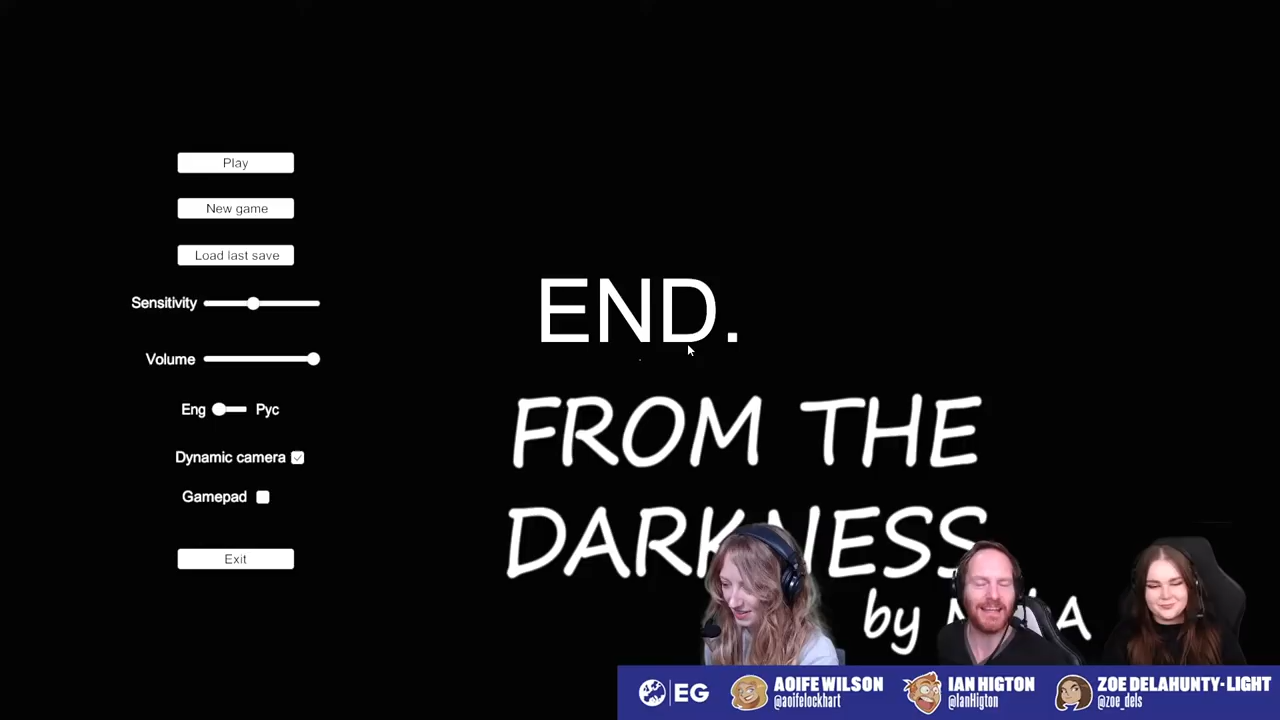 Play
New game
Load last save
Sensitivity
Volume
Eng Рус
Dynamic camera
Gamepad
Exit
END.
FROM THE
DARKNESS
by
EG
AOIFE WILSON
@aoifelockhart
IAN HIGTON
@IanHigton
ZOE DELAHUNTY-LIGHT
@zoe_dels